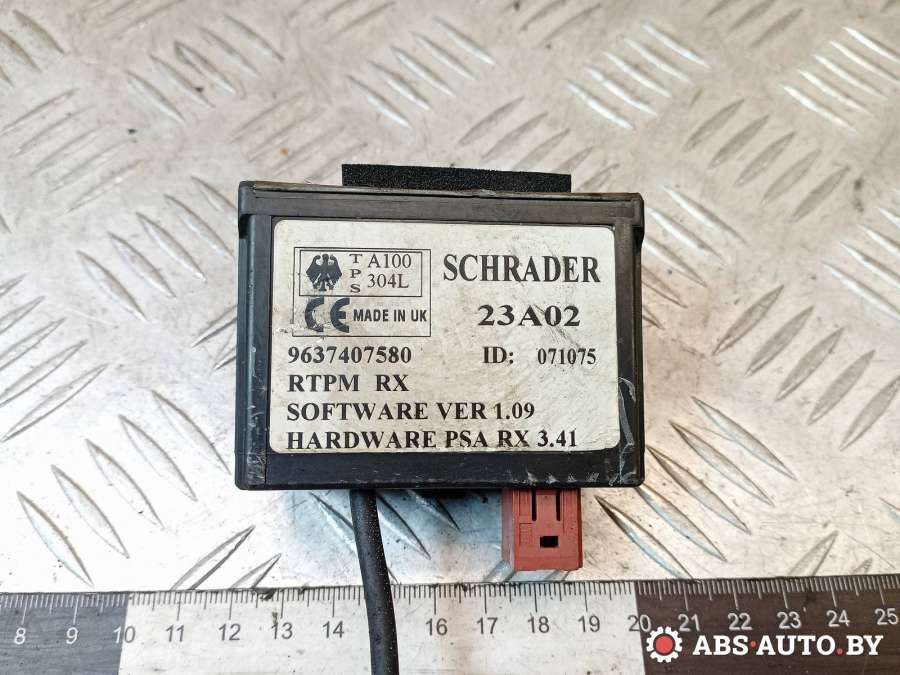 T A100
P
S 304L
CE MADE IN UK
SCHRADER
23A02
9637407580 ID: 071075
RTPM RX
SOFTWARE VER 1.09
HARDWARE PSA RX 3.41
8 9 10 11 12 13 14 15 16 17 18 19 20 21 22 23 24 25
ABS-AUTO.BY